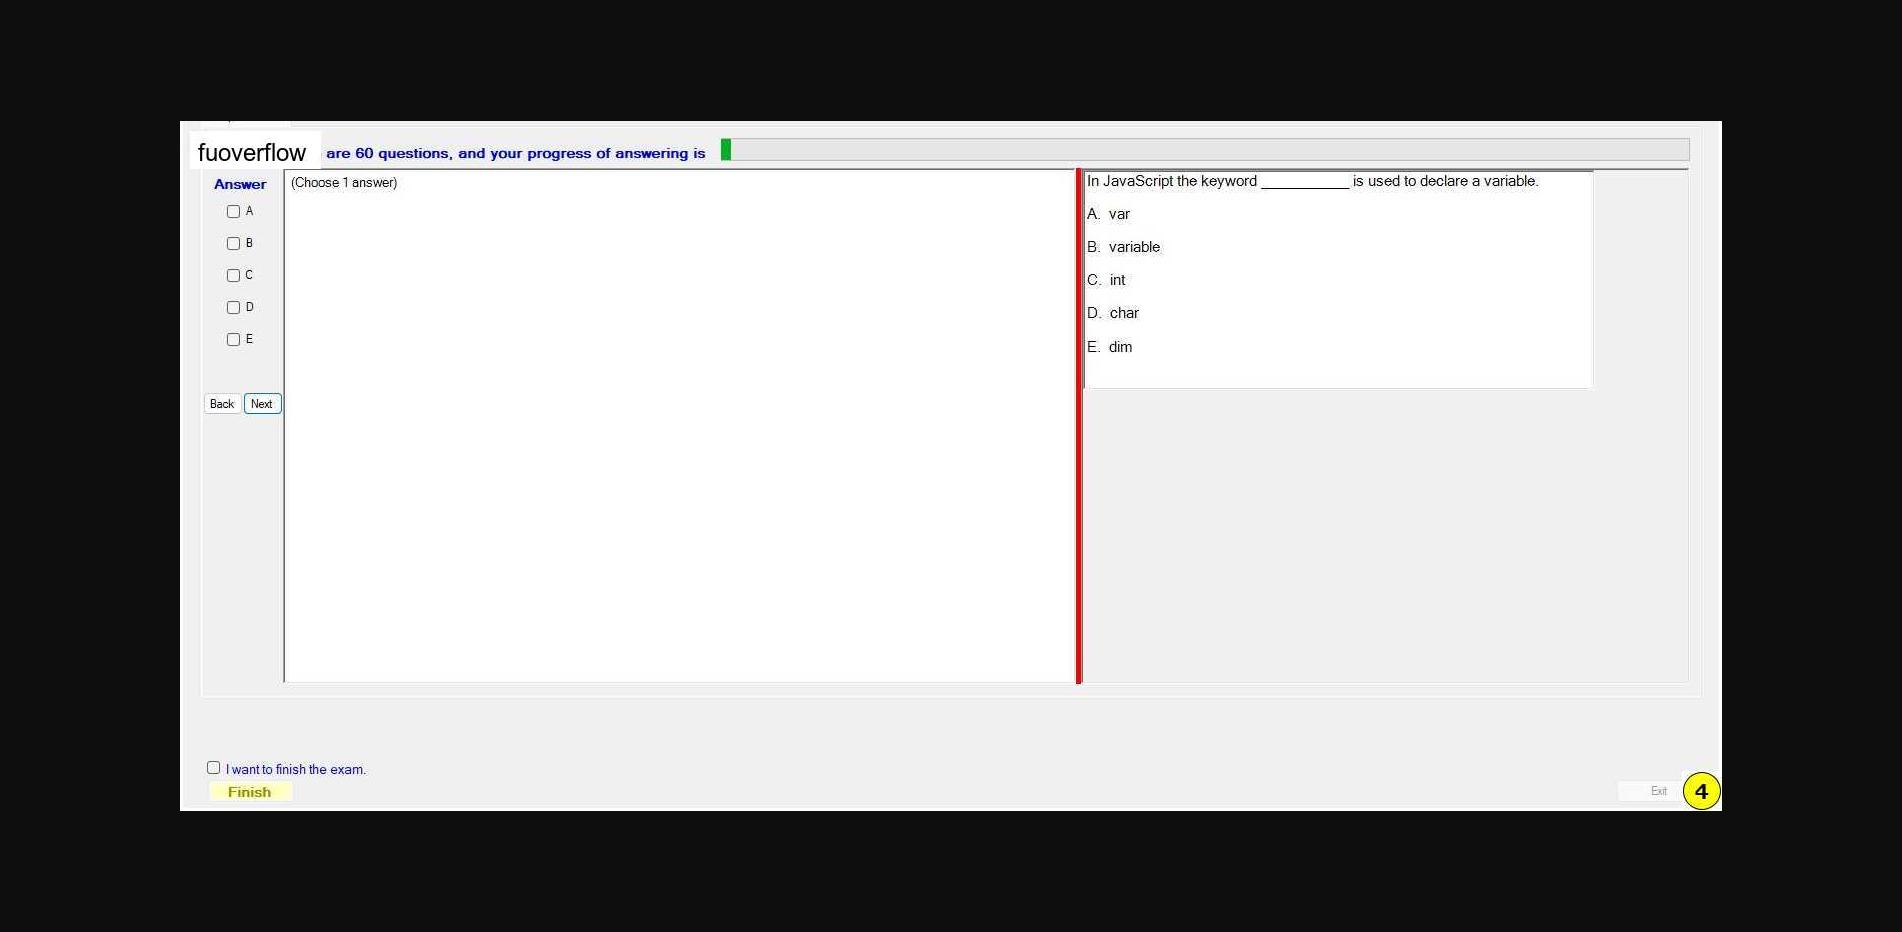 fuoverflow are 60 questions, and your progress of answering is
Answer
A
B
C
D
E
Back Next
(Choose 1 answer)
In JavaScript the keyword ___________ is used to declare a variable.
A. var
B. variable
C. int
D. char
E. dim
I want to finish the exam.
Finish
Exit
4